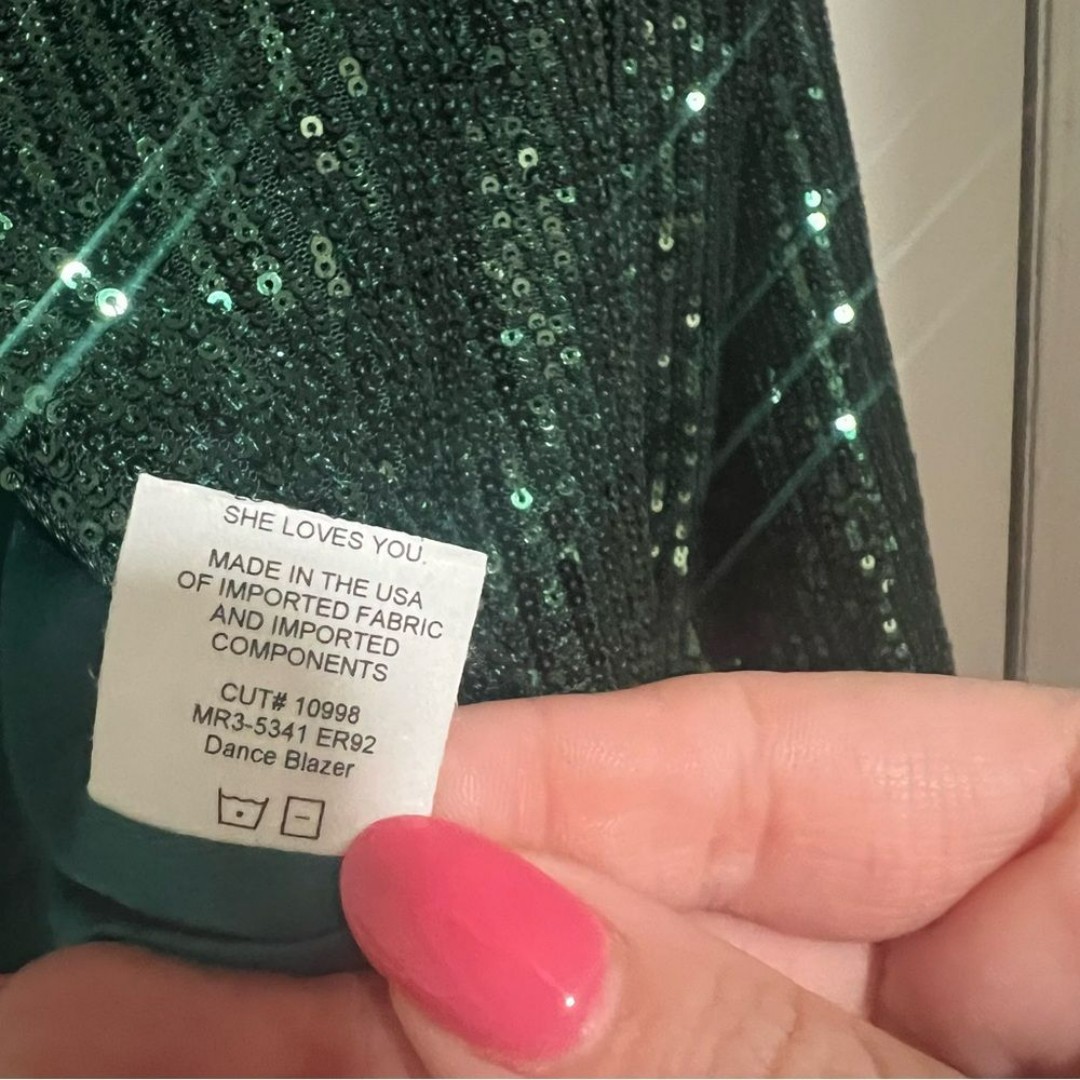 SHE LOVES YOU.
MADE IN THE USA
OF IMPORTED FABRIC
AND IMPORTED
COMPONENTS
CUT# 10998
MR3-5341 ER92
Dance Blazer